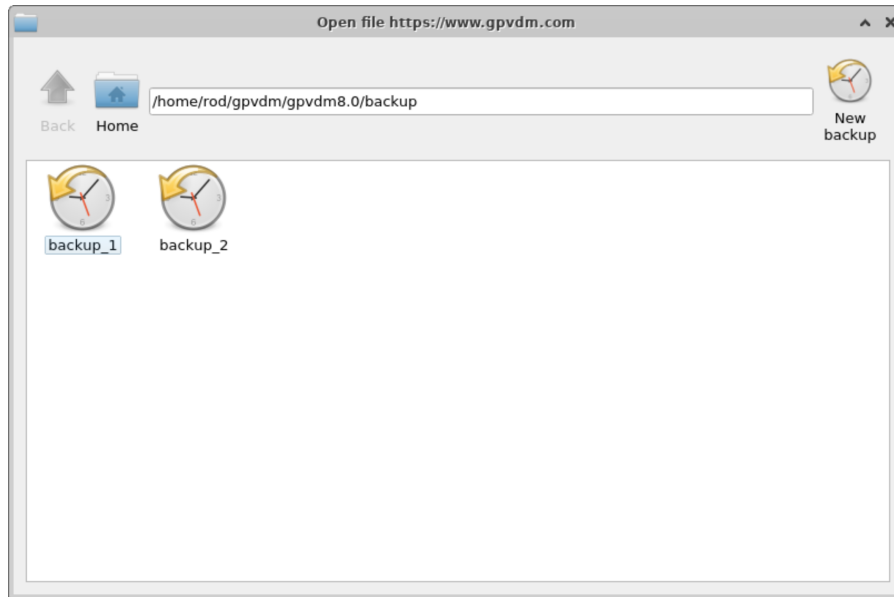 Open file https://www.gpvdm.com
Back
Home
/home/rod/gpvdm/gpvdm8.0/backup
New
backup
backup_1
backup_2